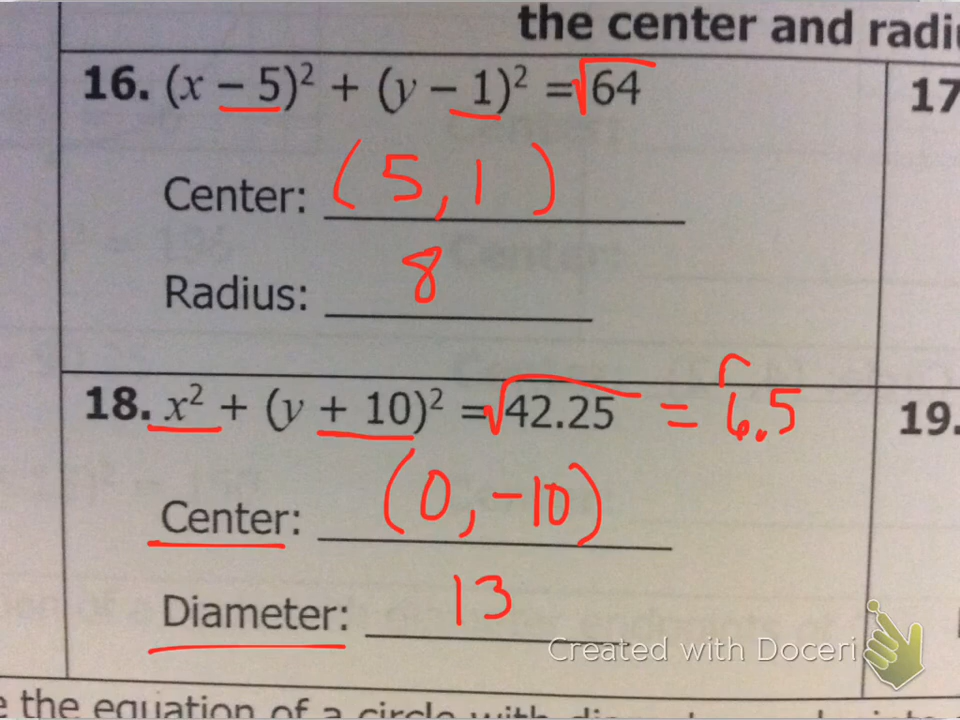 the center and radiu
16. (x – 5)² + (y – 1)² = √64
17
Center: (5, 1)
Radius: 8
18. x² + (y + 10)² = √42.25 = 6.5
r
19.
Center: (0, -10)
Diameter: 13
Created with Doceri
e the equation of a circle with